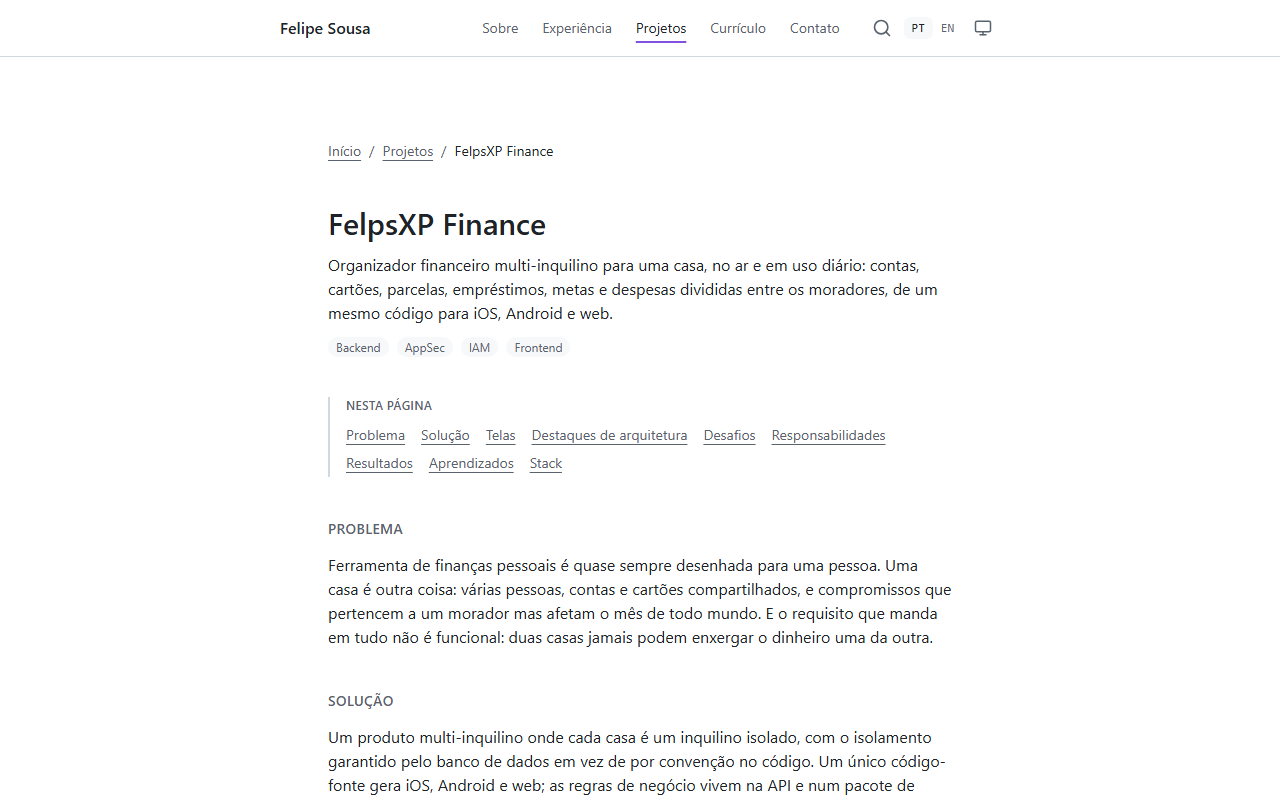 Felipe Sousa
Sobre
Experiência
Projetos
Currículo
Contato
PT
EN
Início / Projetos / FelpsXP Finance
FelpsXP Finance
Organizador financeiro multi-inquilino para uma casa, no ar e em uso diário: contas,
cartões, parcelas, empréstimos, metas e despesas divididas entre os moradores, de um
mesmo código para iOS, Android e web.
Backend
AppSec
IAM
Frontend
NESTA PÁGINA
Problema Solução Telas Destaques de arquitetura Desafios Responsabilidades
Resultados Aprendizados Stack
PROBLEMA
Ferramenta de finanças pessoais é quase sempre desenhada para uma pessoa. Uma
casa é outra coisa: várias pessoas, contas e cartões compartilhados, e compromissos que
pertencem a um morador mas afetam o mês de todo mundo. E o requisito que manda
em tudo não é funcional: duas casas jamais podem enxergar o dinheiro uma da outra.
SOLUÇÃO
Um produto multi-inquilino onde cada casa é um inquilino isolado, com o isolamento
garantido pelo banco de dados em vez de por convenção no código. Um único código-
fonte gera iOS, Android e web; as regras de negócio vivem na API e num pacote de